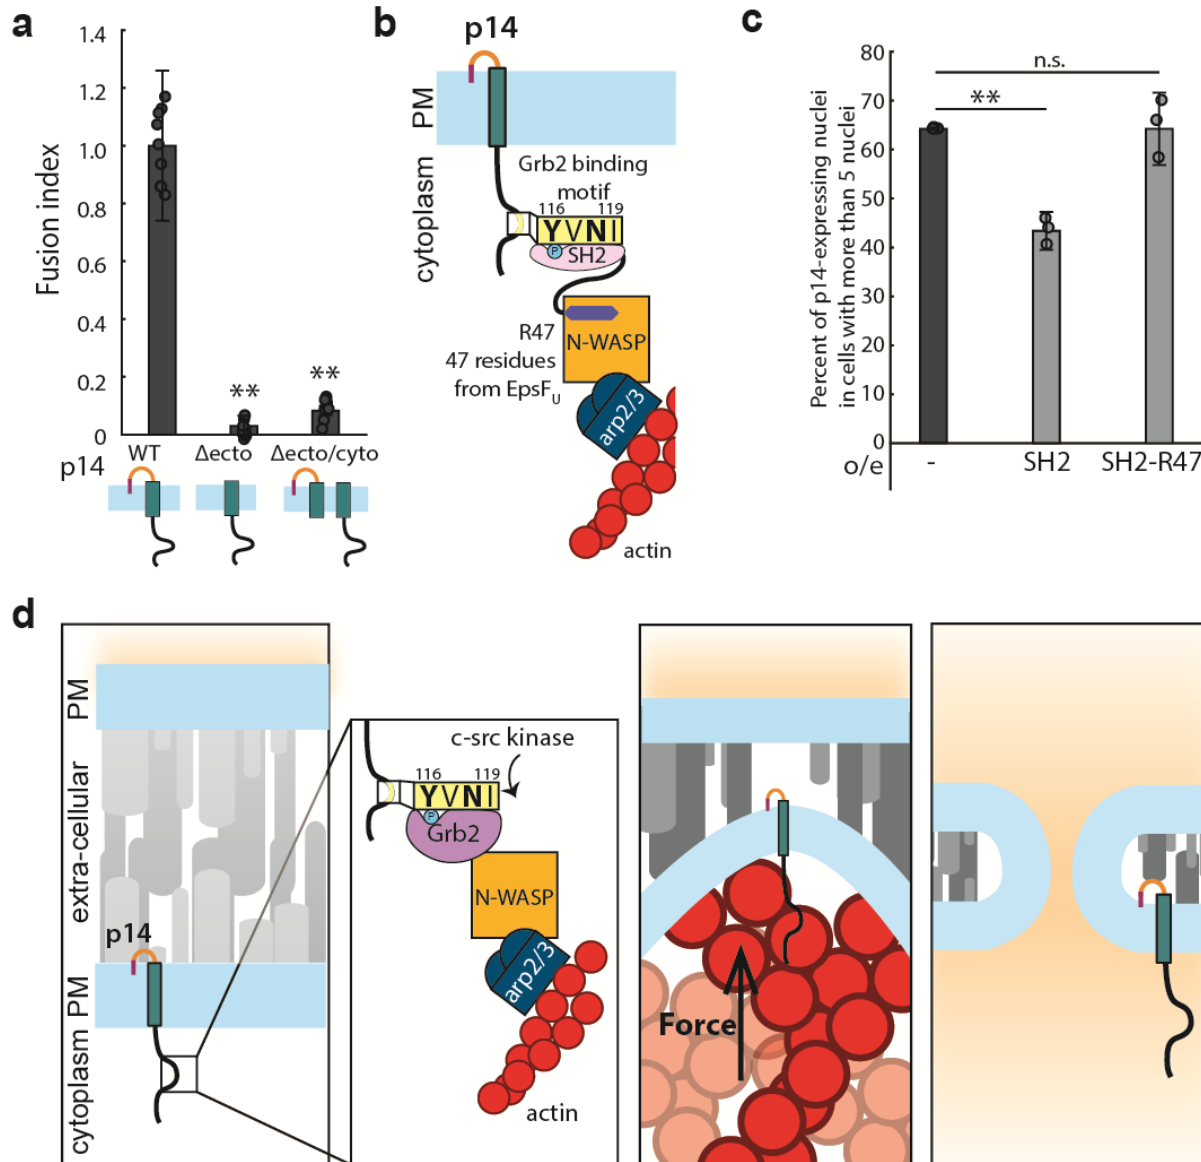 a
1.4
1.2
1.0
0.8
0.6
0.4
0.2
0
Fusion index
**
**
WT
Δecto
Δecto/cyto
p14
b
p14
PM
cytoplasm
Grb2 binding
motif
116 119
YVNI
P
SH2
R47
47 residues
from EpsFU
N-WASP
arp2/3
actin
c
80
70
60
50
40
30
20
10
0
Percent of p14-expressing nuclei
in cells with more than 5 nuclei
n.s.
**
o/e
-
SH2
SH2-R47
d
PM
extra-cellular
p14
PM
cytoplasm
c-src kinase
116 119
YVNI
P
Grb2
N-WASP
arp2/3
actin
Force